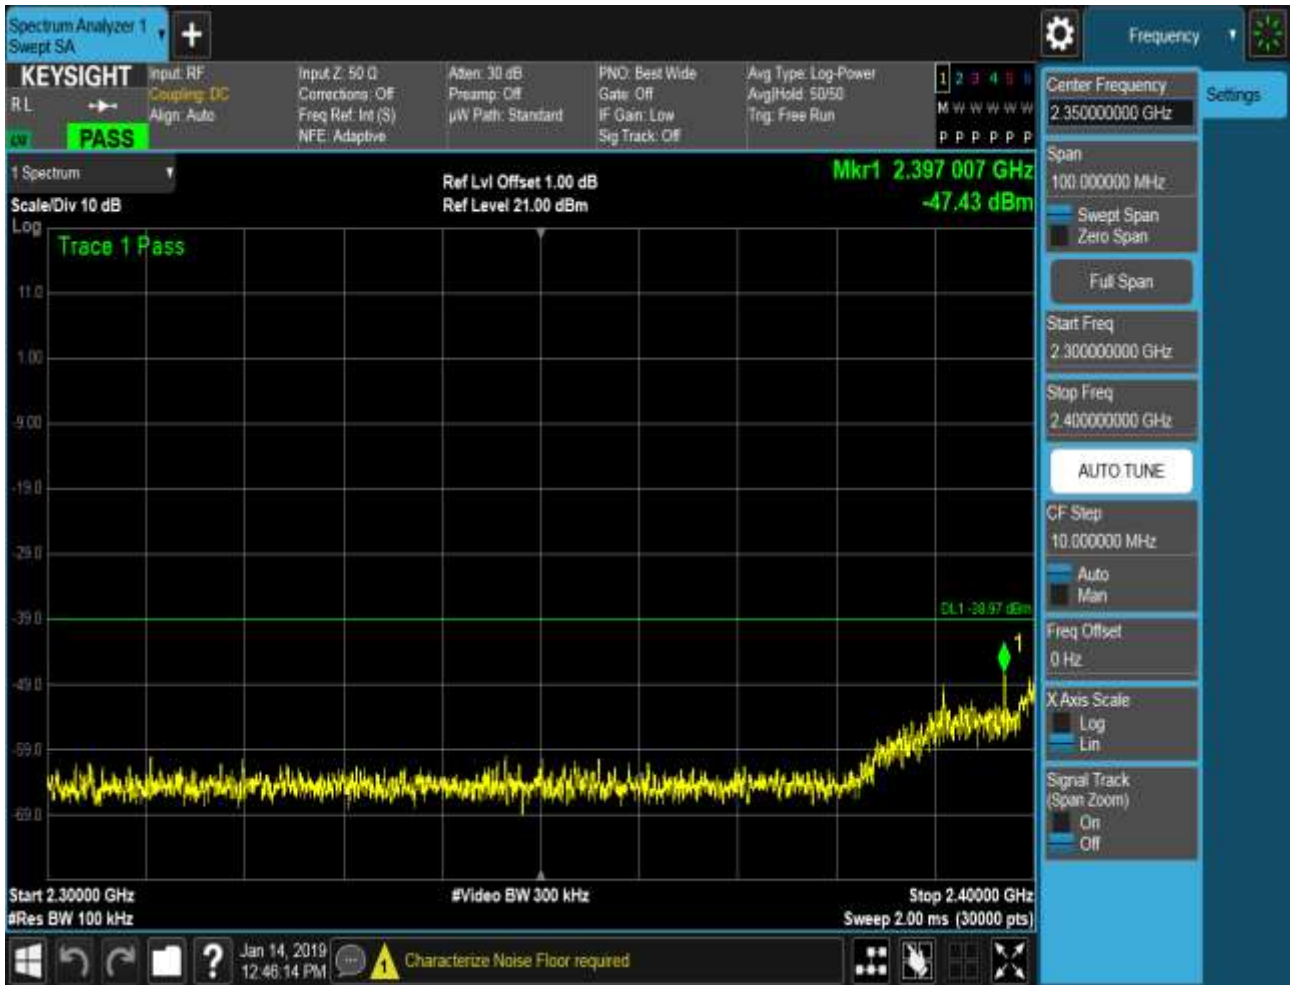 Spectrum Analyzer 1
Swept SA
Frequency
KEYSIGHT
R L
PASS
Input: RF
Coupling: DC
Align: Auto
Input Z: 50 Ω
Corrections: Off
Freq Ref: Int (S)
NFE: Adaptive
Atten: 30 dB
Preamp: Off
µW Path: Standard
PNO: Best Wide
Gate: Off
IF Gain: Low
Sig Track: Off
Avg Type: Log-Power
Avg|Hold: 50/50
Trig: Free Run
1 2 3 4 5 6
M W W W W W
P P P P P P
1 Spectrum
Scale/Div 10 dB
Ref Lvl Offset 1.00 dB
Ref Level 21.00 dBm
Mkr1 2.397 007 GHz
-47.43 dBm
Log
Trace 1 Pass
11.0
1.00
-9.00
-19.0
-29.0
-39.0
DL1 -38.97 dBm
1
-49.0
-59.0
-69.0
Start 2.30000 GHz
#Video BW 300 kHz
Stop 2.40000 GHz
#Res BW 100 kHz
Sweep 2.00 ms (30000 pts)
?
Jan 14, 2019
12:46:14 PM
1
Characterize Noise Floor required
Center Frequency
2.350000000 GHz
Settings
Span
100.000000 MHz
Swept Span
Zero Span
Full Span
Start Freq
2.300000000 GHz
Stop Freq
2.400000000 GHz
AUTO TUNE
CF Step
10.000000 MHz
Auto
Man
Freq Offset
0 Hz
X Axis Scale
Log
Lin
Signal Track
(Span Zoom)
On
Off